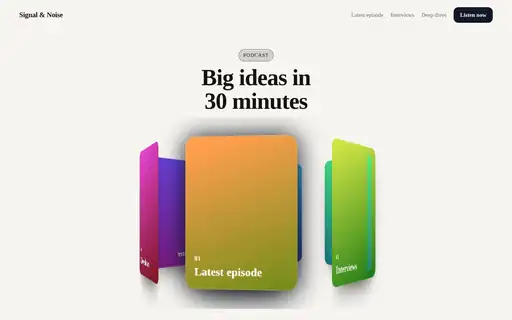 Signal & Noise
Latest episode
Interviews
Deep dives
Listen now
PODCAST
Big ideas in
30 minutes
01
Latest episode
Interviews